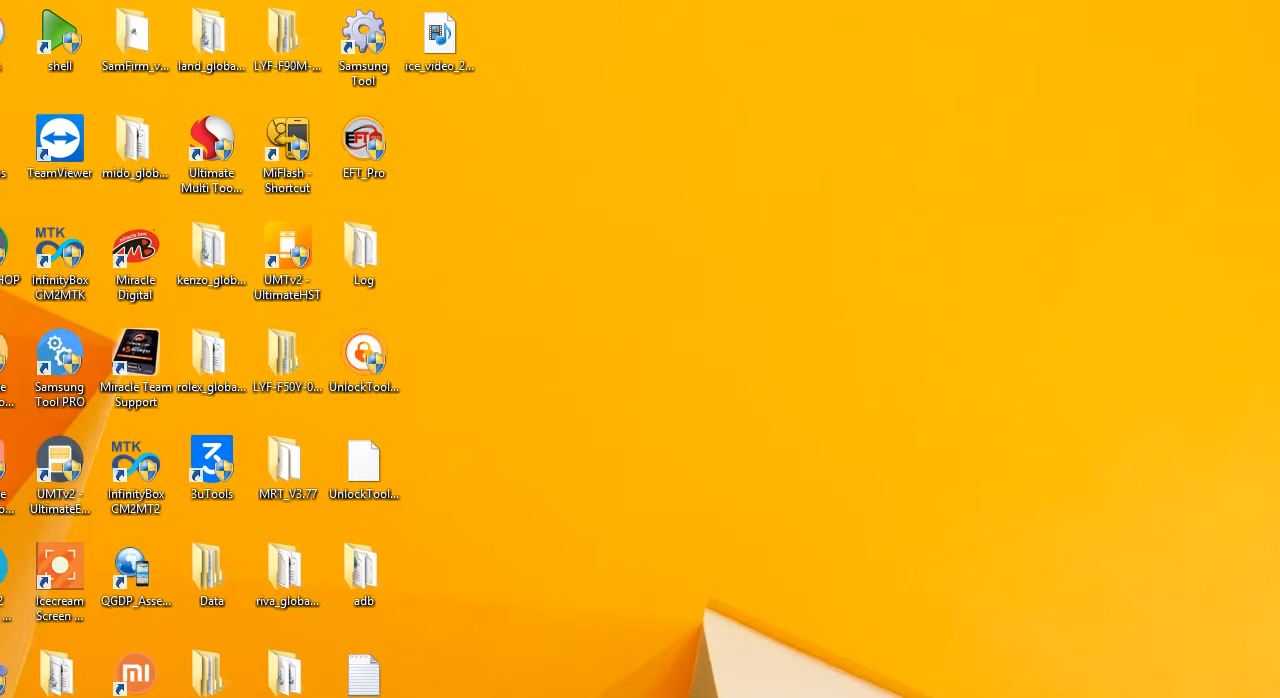 shell
SamFirm_v...
land_globa...
LYF-F90M-...
Samsung
Tool
ice_video_2...
TeamViewer
mido_glob...
Ultimate
Multi Too...
MiFlash -
Shortcut
EFT_Pro
HOP
InfinityBox
CM2MTK
Miracle
Digital
kenzo_glob...
UMTv2 -
UltimateHST
Log
Samsung
Tool PRO
Miracle Team
Support
rolex_globa...
LYF-F50Y-0...
UnlockTool...
UMTv2 -
UltimateE...
InfinityBox
CM2MT2
3uTools
MRT_V3.77
UnlockTool...
Icecream
Screen ...
QGDP_Asse...
Data
riva_globa...
adb